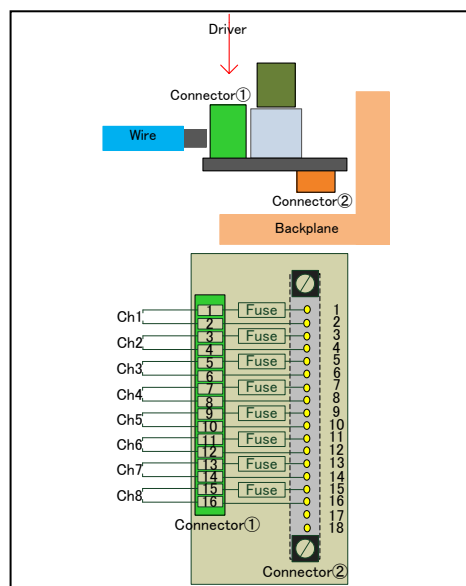 Driver
Connector①
Wire
Connector②
Backplane
Ch1
Ch2
Ch3
Ch4
Ch5
Ch6
Ch7
Ch8
1
2
3
4
5
6
7
8
9
10
11
12
13
14
15
16
Fuse
Fuse
Fuse
Fuse
Fuse
Fuse
Fuse
Fuse
1
2
3
4
5
6
7
8
9
10
11
12
13
14
15
16
17
18
Connector①
Connector②